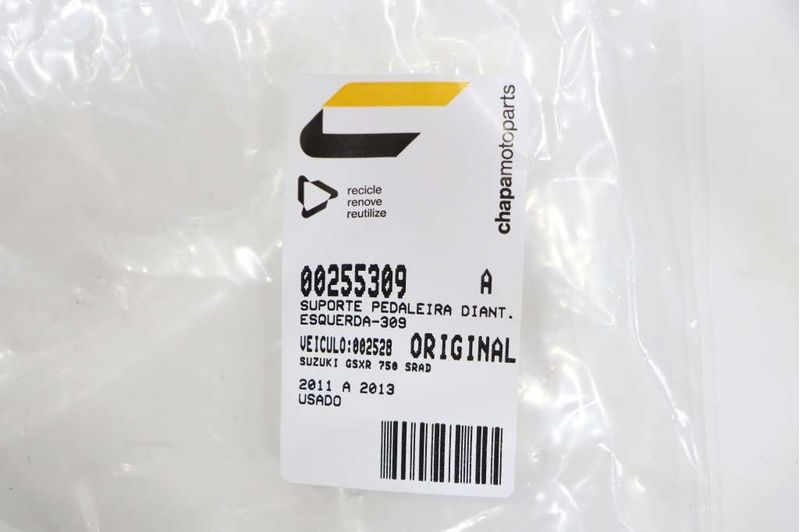 chapamotoparts
recicle
renove
reutilize
00255309 A
SUPORTE PEDALEIRA DIANT.
ESQUERDA-309
VEICULO:002528 ORIGINAL
SUZUKI GSXR 750 SRAD
2011 A 2013
USADO